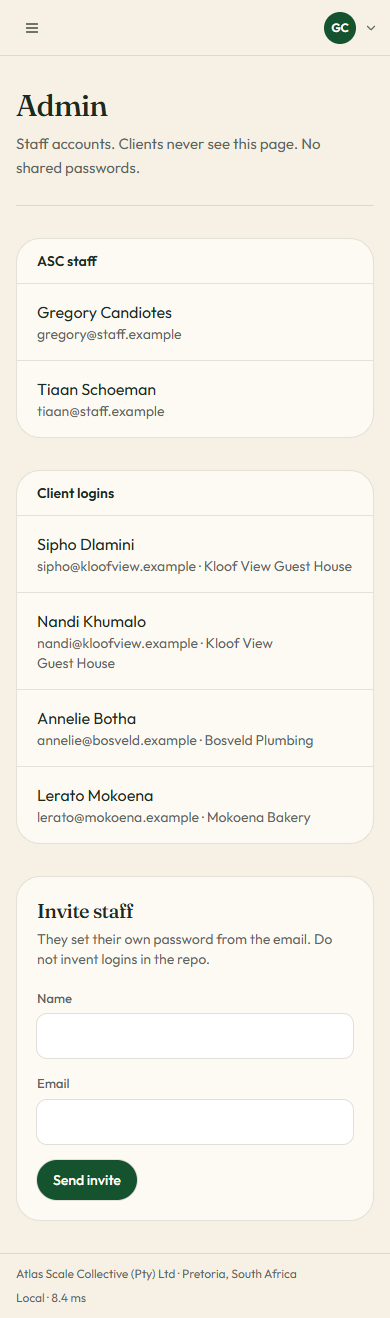 GC
Admin
Staff accounts. Clients never see this page. No
shared passwords.
ASC staff
Gregory Candiotes
gregory@staff.example
Tiaan Schoeman
tiaan@staff.example
Client logins
Sipho Dlamini
sipho@kloofview.example · Kloof View Guest House
Nandi Khumalo
nandi@kloofview.example · Kloof View
Guest House
Annelie Botha
annelie@bosveld.example · Bosveld Plumbing
Lerato Mokoena
lerato@mokoena.example · Mokoena Bakery
Invite staff
They set their own password from the email. Do
not invent logins in the repo.
Name
Email
Send invite
Atlas Scale Collective (Pty) Ltd · Pretoria, South Africa
Local · 8.4 ms